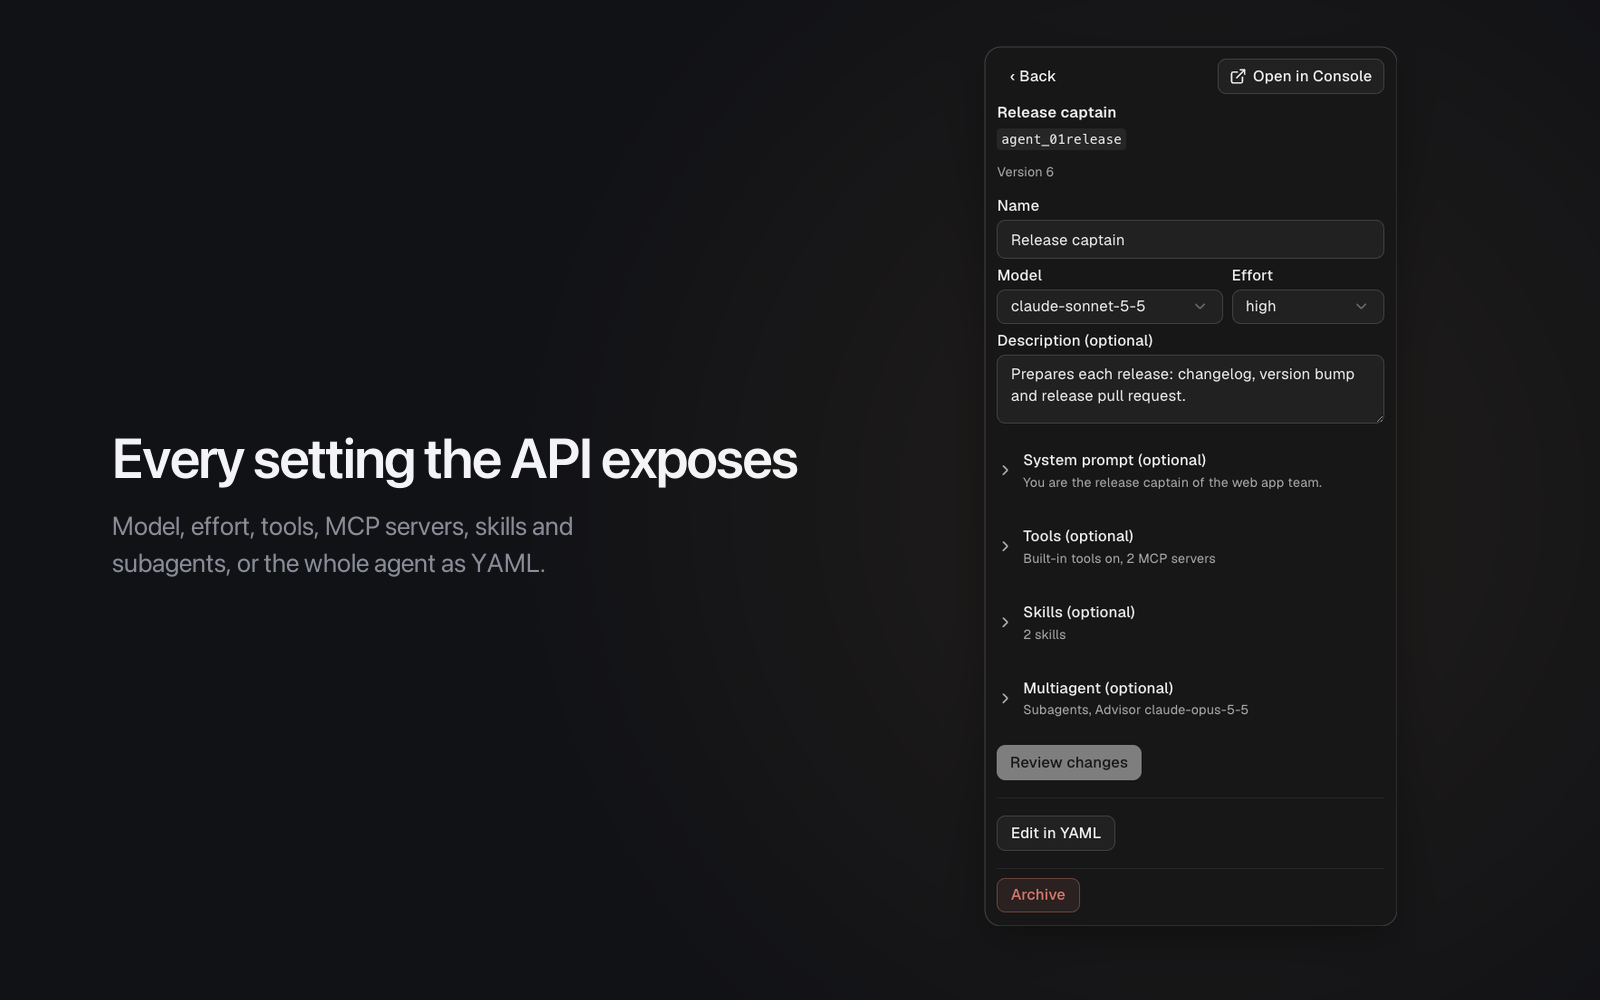 Every setting the API exposes
Model, effort, tools, MCP servers, skills and
subagents, or the whole agent as YAML.
‹ Back
Open in Console
Release captain
agent_01release
Version 6
Name
Release captain
Model
Effort
claude-sonnet-5-5
high
Description (optional)
Prepares each release: changelog, version bump
and release pull request.
System prompt (optional)
You are the release captain of the web app team.
Tools (optional)
Built-in tools on, 2 MCP servers
Skills (optional)
2 skills
Multiagent (optional)
Subagents, Advisor claude-opus-5-5
Review changes
Edit in YAML
Archive